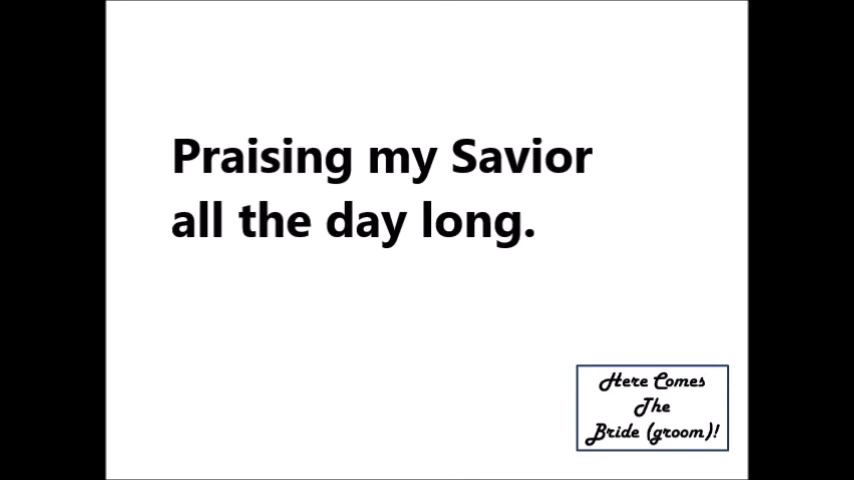 Praising my Savior
all the day long.
Here Comes
The
Bride (groom)!